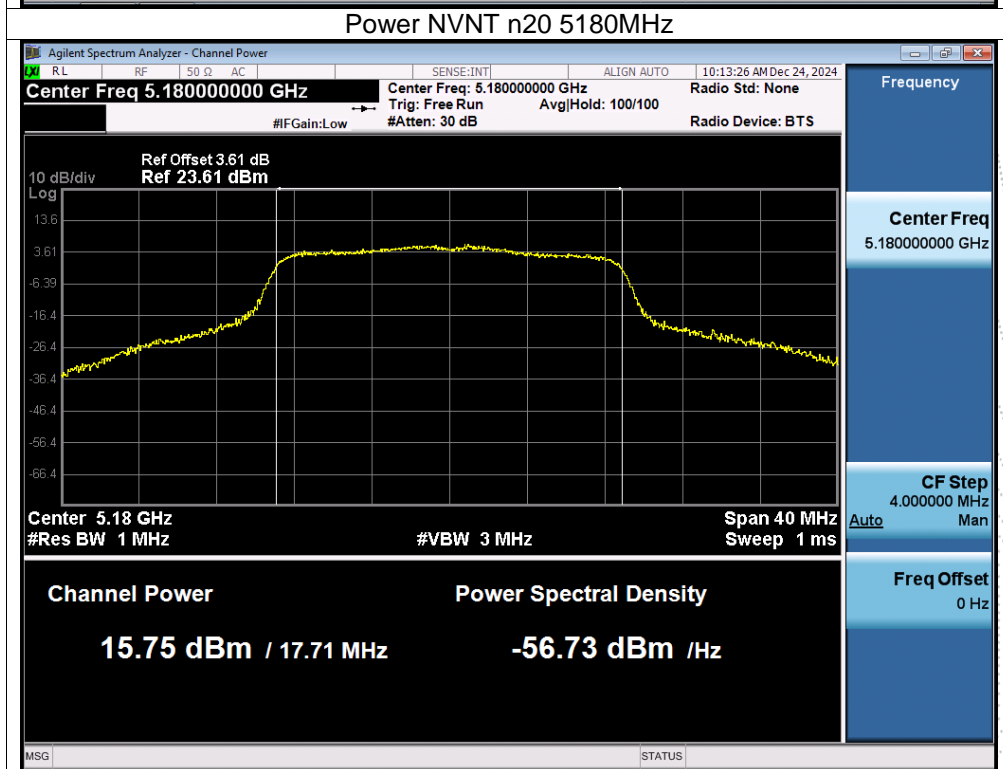 Power NVNT n20 5180MHz
Agilent Spectrum Analyzer - Channel Power
LXI RL RF 50 Ω AC SENSE:INT ALIGN AUTO 10:13:26 AM Dec 24, 2024
Center Freq 5.180000000 GHz
Center Freq: 5.180000000 GHz
Radio Std: None
Trig: Free Run Avg|Hold: 100/100
#IFGain:Low
#Atten: 30 dB
Radio Device: BTS
Frequency
Ref Offset 3.61 dB
10 dB/div Ref 23.61 dBm
Log
13.6
3.61
-6.39
-16.4
-26.4
-36.4
-46.4
-56.4
-66.4
Center 5.18 GHz Span 40 MHz
#Res BW 1 MHz #VBW 3 MHz Sweep 1 ms
Center Freq
5.180000000 GHz
CF Step
4.000000 MHz
Auto Man
Freq Offset
0 Hz
Channel Power Power Spectral Density
15.75 dBm / 17.71 MHz -56.73 dBm /Hz
MSG STATUS